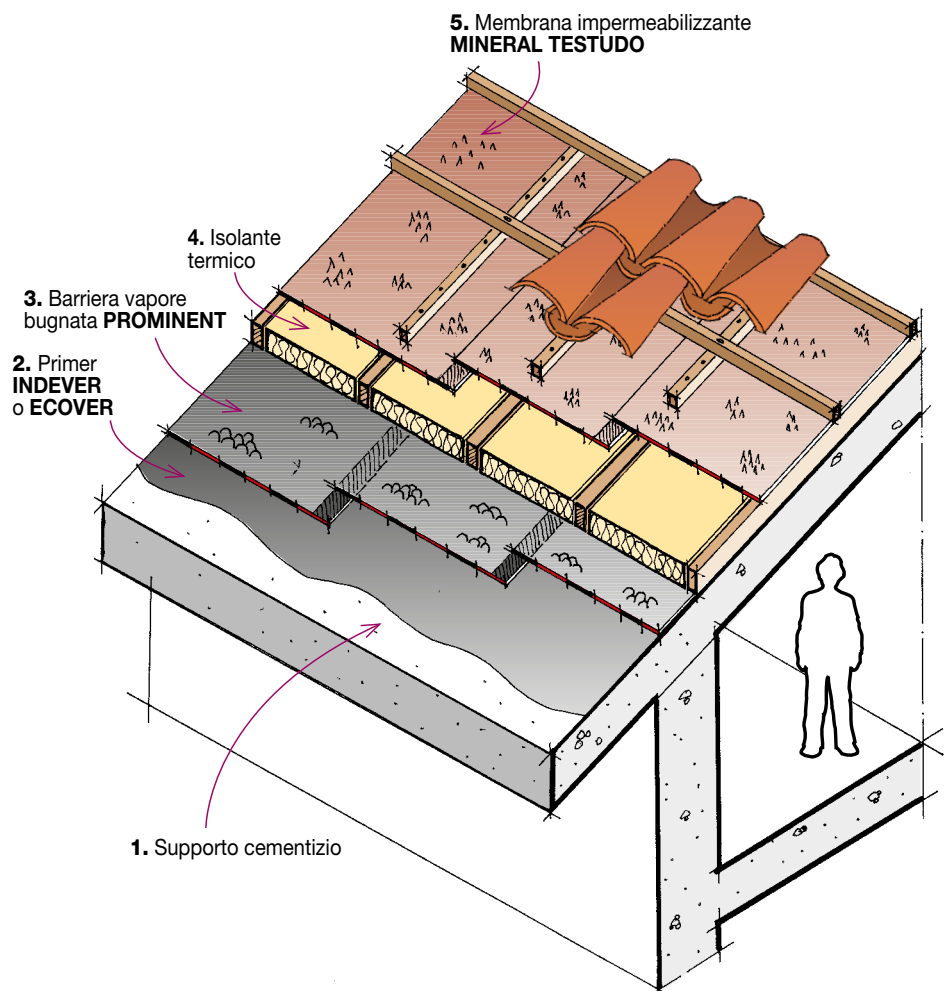 5. Membrana impermeabilizzante
MINERAL TESTUDO
4. Isolante
termico
3. Barriera vapore
bugnata PROMINENT
2. Primer
INDEVER
o ECOVER
1. Supporto cementizio